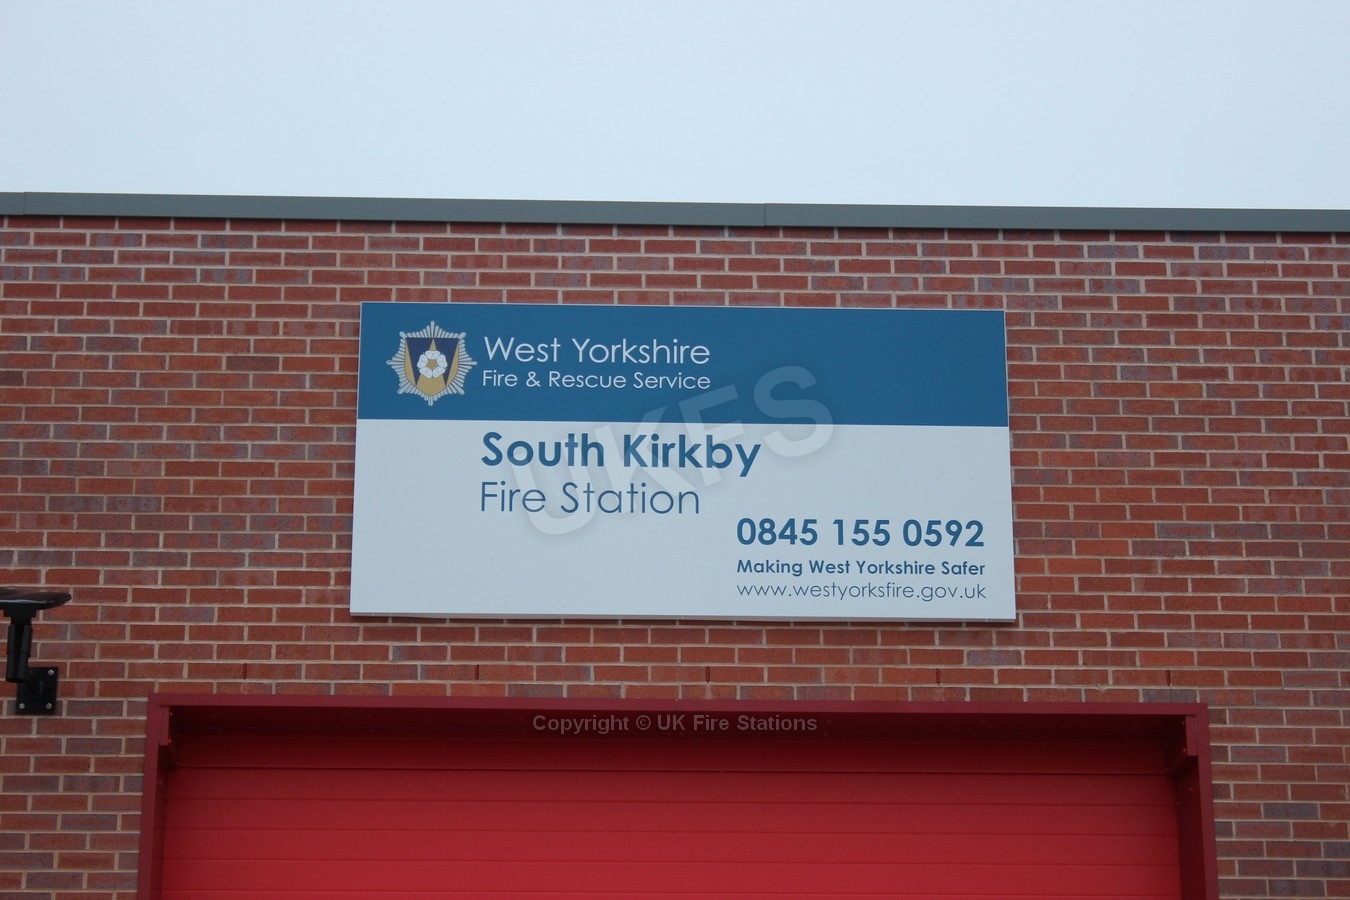 West Yorkshire
Fire & Rescue Service
South Kirkby
Fire Station
UKFS
0845 155 0592
Making West Yorkshire Safer
www.westyorksfire.gov.uk
Copyright © UK Fire Stations